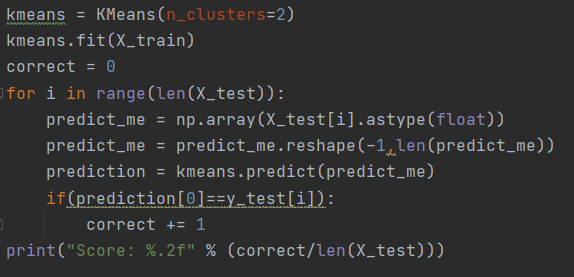 kmeans = KMeans(n_clusters=2)
kmeans.fit(X_train)
correct = 0
for i in range(len(X_test)):
    predict_me = np.array(X_test[i].astype(float))
    predict_me = predict_me.reshape(-1,len(predict_me))
    prediction = kmeans.predict(predict_me)
    if(prediction[0]==y_test[i]):
        correct += 1
print("Score: %.2f" % (correct/len(X_test)))